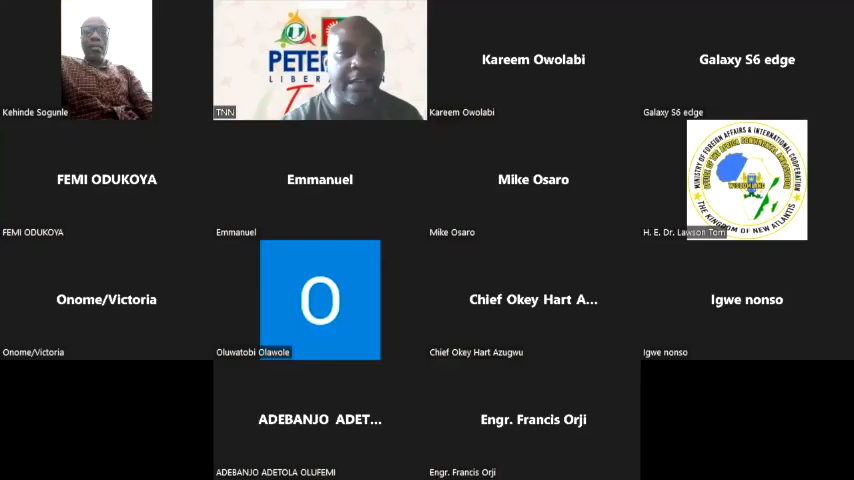 Kehinde Sogunle
PETE
LIBERA
N
T
TNN
Kareem Owolabi
Kareem Owolabi
Galaxy S6 edge
Galaxy S6 edge
FEMI ODUKOYA
FEMI ODUKOYA
Emmanuel
Emmanuel
Mike Osaro
Mike Osaro
MINISTRY OF FOREIGN AFFAIRS & INTERNATIONAL COOPERATION
THE KINGDOM OF NEW ATLANTIS
H. E. Dr. Lawson Tom
Onome/Victoria
Onome/Victoria
O
Oluwatobi Olawole
Chief Okey Hart A...
Chief Okey Hart Azugwu
Igwe nonso
Igwe nonso
ADEBANJO ADET...
ADEBANJO ADETOLA OLUFEMI
Engr. Francis Orji
Engr. Francis Orji